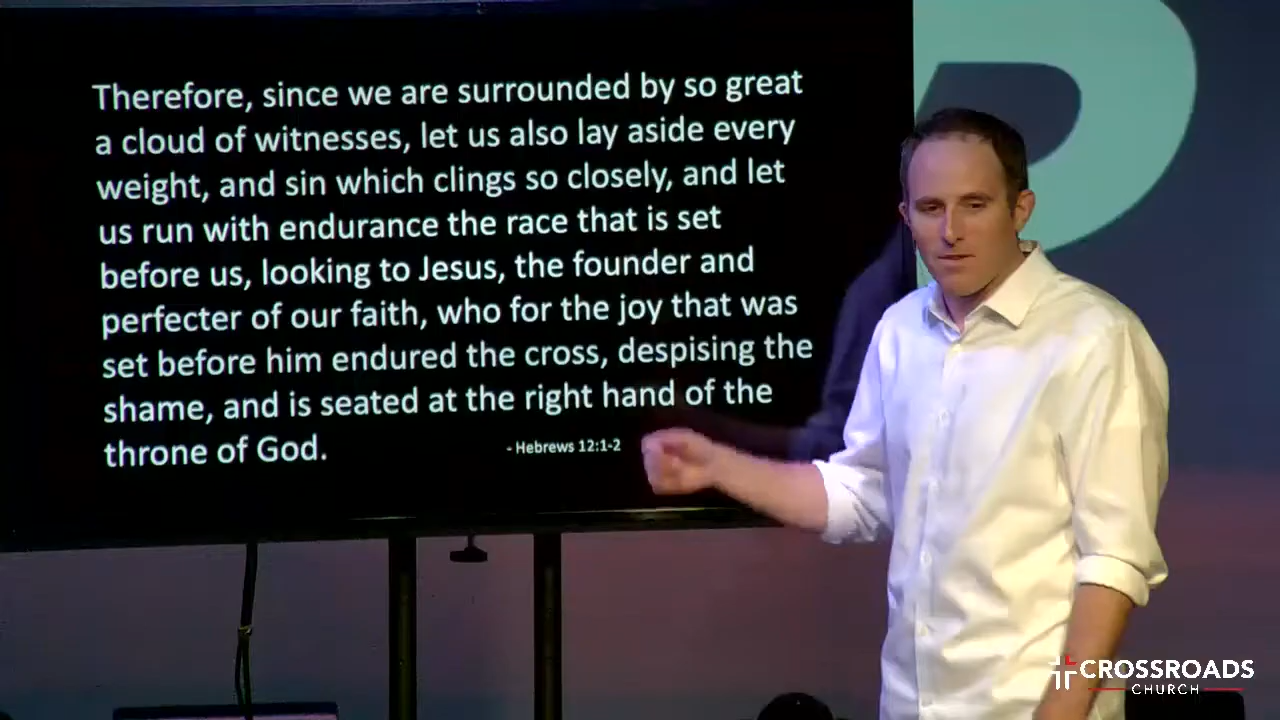 Therefore, since we are surrounded by so great
a cloud of witnesses, let us also lay aside every
weight, and sin which clings so closely, and let
us run with endurance the race that is set
before us, looking to Jesus, the founder and
perfecter of our faith, who for the joy that was
set before him endured the cross, despising the
shame, and is seated at the right hand of the
throne of God.
- Hebrews 12:1-2
CROSSROADS
CHURCH